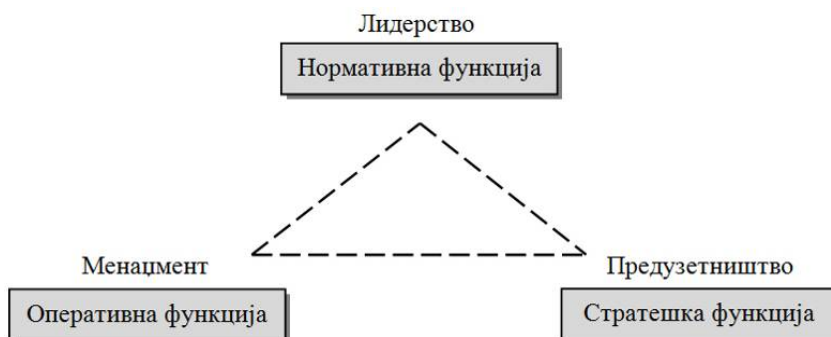 Лидерство
Нормативна функција
Менаџмент
Предузетништво
Оперативна функција
Стратешка функција